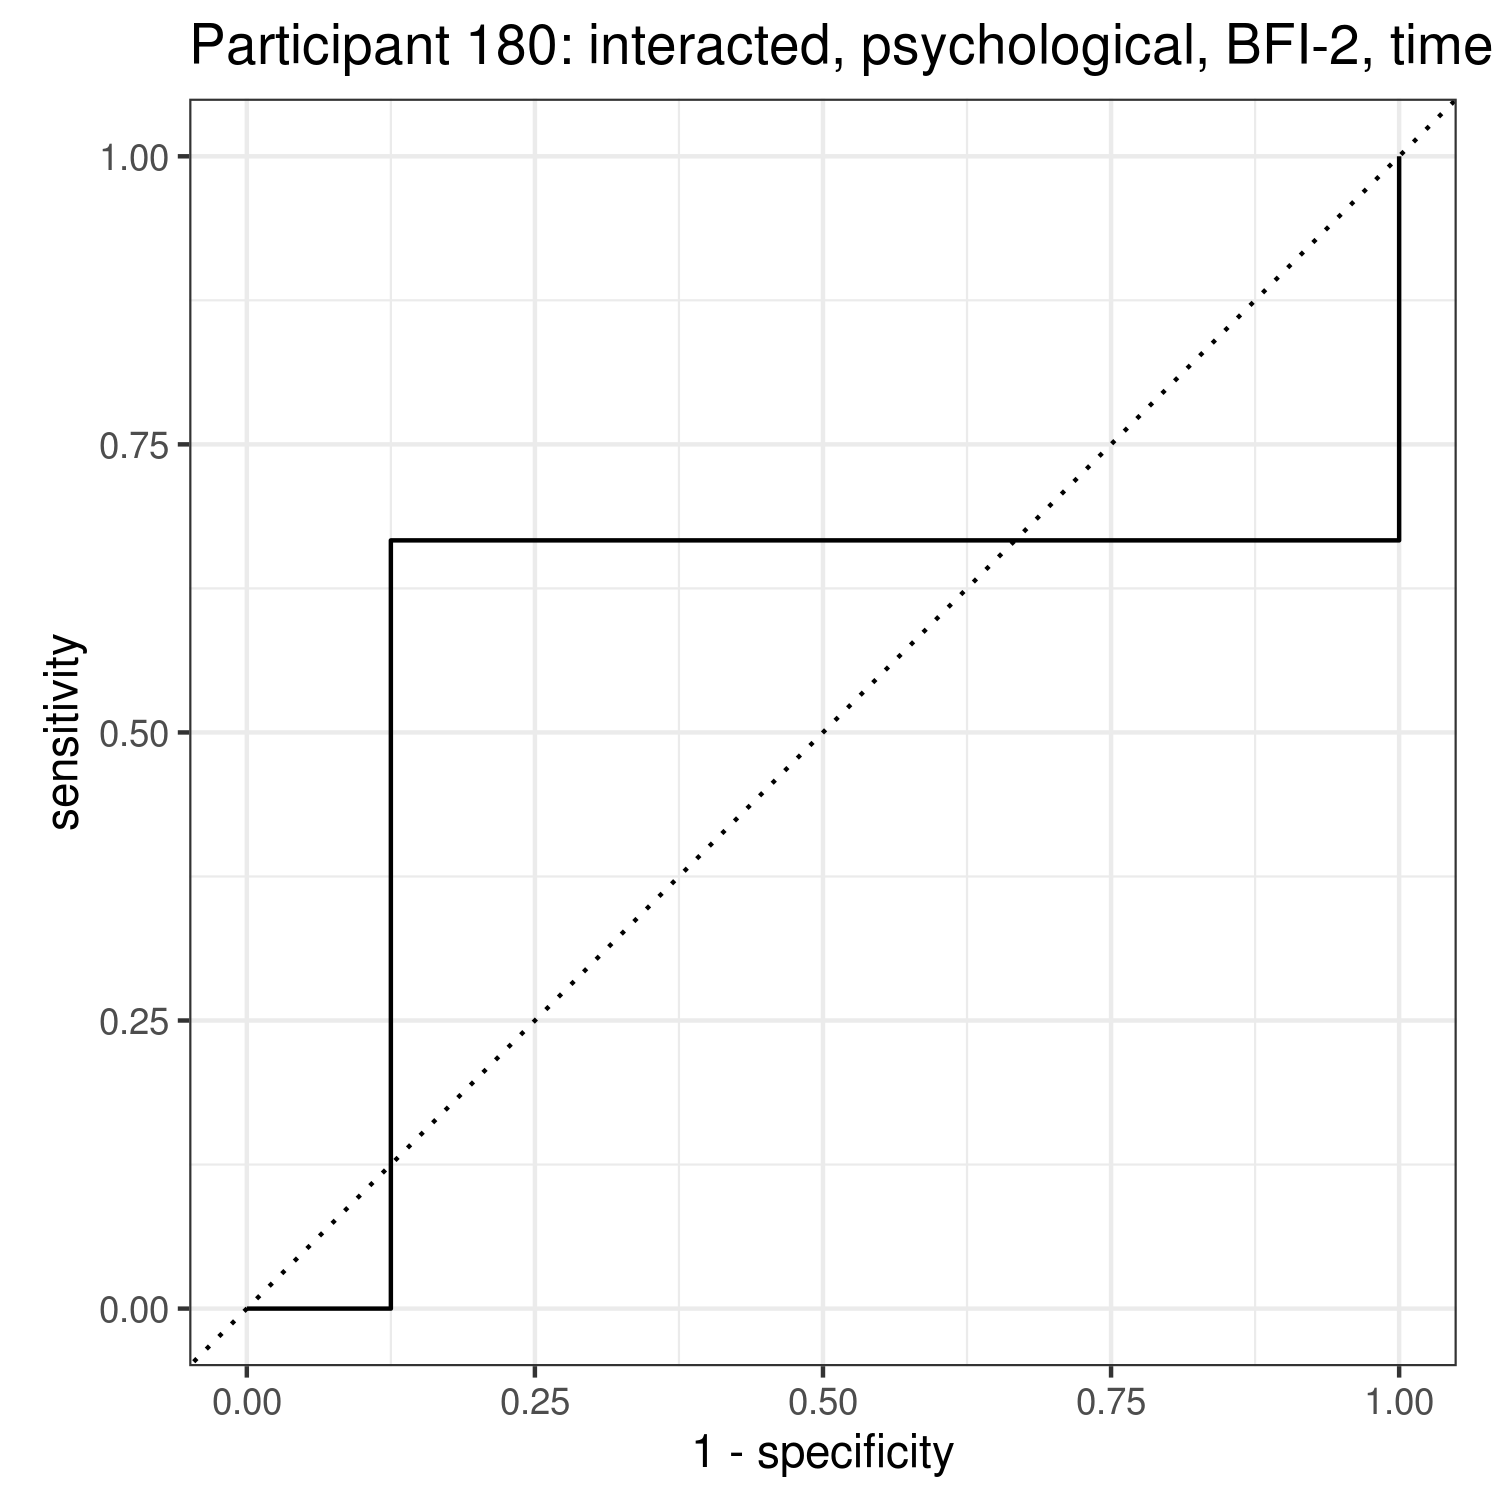 Participant 180: interacted, psychological, BFI-2, time
1.00
0.75
0.50
0.25
0.00
sensitivity
0.00 0.25 0.50 0.75 1.00
1 - specificity